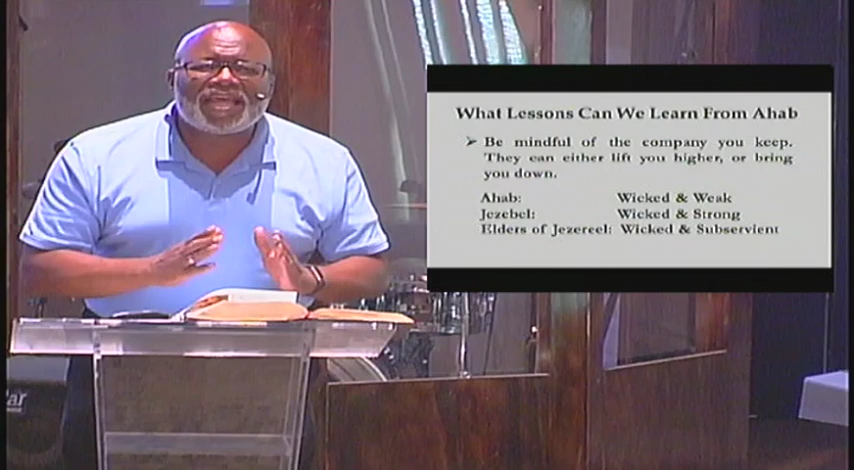 What Lessons Can We Learn From Ahab
➢ Be mindful of the company you keep.
They can either lift you higher, or bring
you down.
Ahab: Wicked & Weak
Jezebel: Wicked & Strong
Elders of Jezereel: Wicked & Subservient